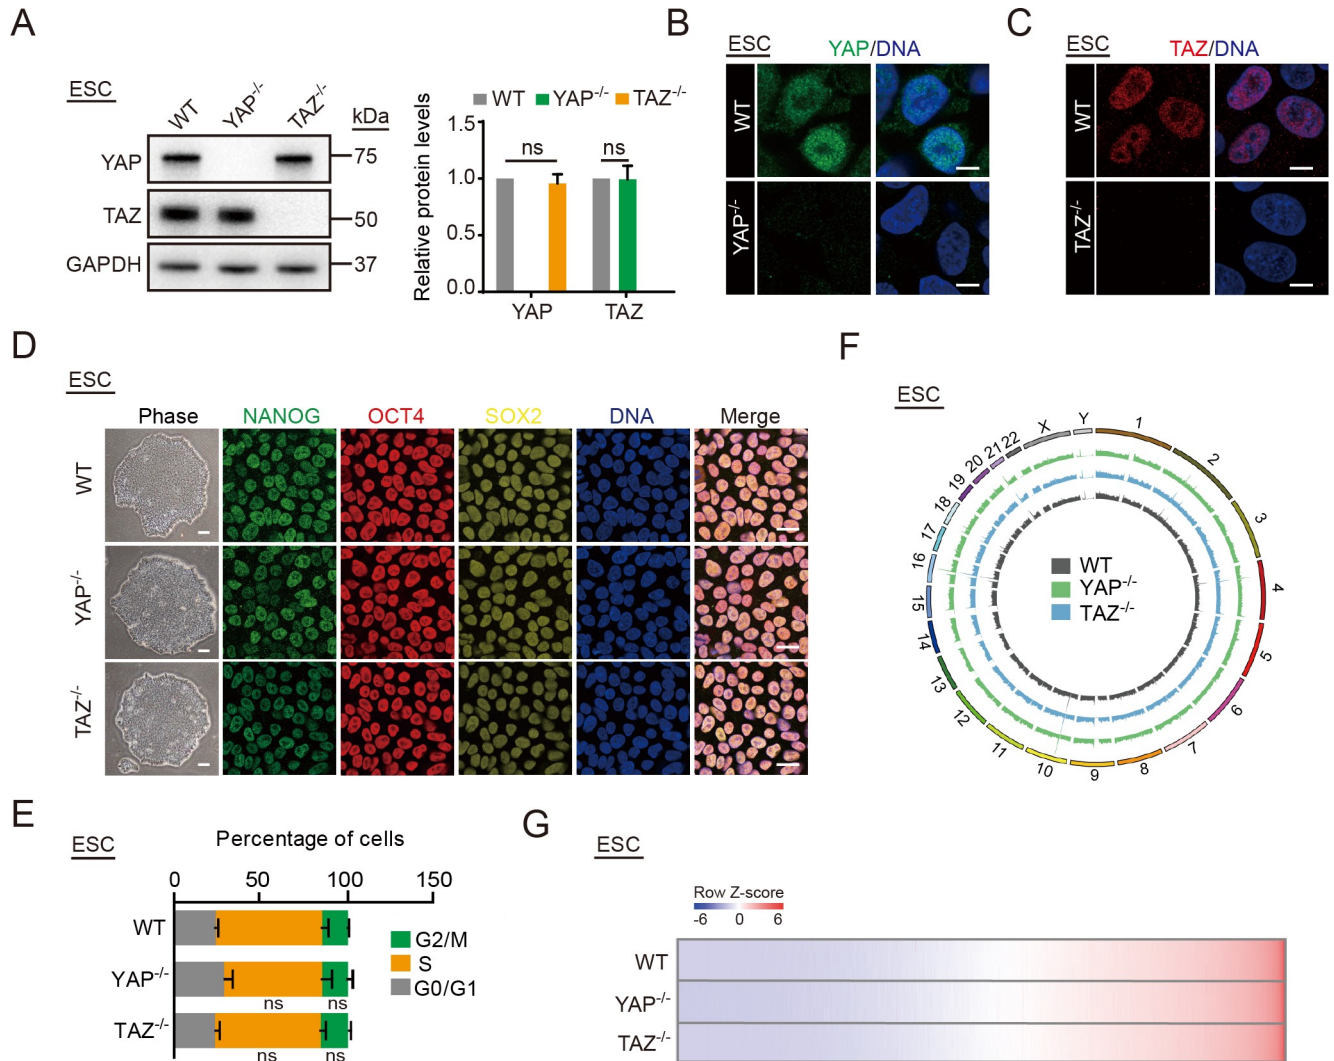 A
ESC
WT
YAP-/-
TAZ-/-
kDa
YAP
75
TAZ
50
GAPDH
37
WT YAP-/- TAZ-/-
Relative protein levels
1.5
1.0
0.5
0.0
ns
ns
YAP
TAZ
B
ESC
YAP/DNA
WT
YAP-/-
C
ESC
TAZ/DNA
WT
TAZ-/-
D
ESC
Phase NANOG OCT4 SOX2 DNA Merge
WT
YAP-/-
TAZ-/-
F
ESC
1
2
3
4
5
6
7
8
9
10
11
12
13
14
15
16
17
18
19
20
21
22
X
Y
WT
YAP-/-
TAZ-/-
E
ESC
Percentage of cells
0 50 100 150
WT
YAP-/-
ns ns
TAZ-/-
ns ns
G2/M
S
G0/G1
G
ESC
Row Z-score
-6 0 6
WT
YAP-/-
TAZ-/-